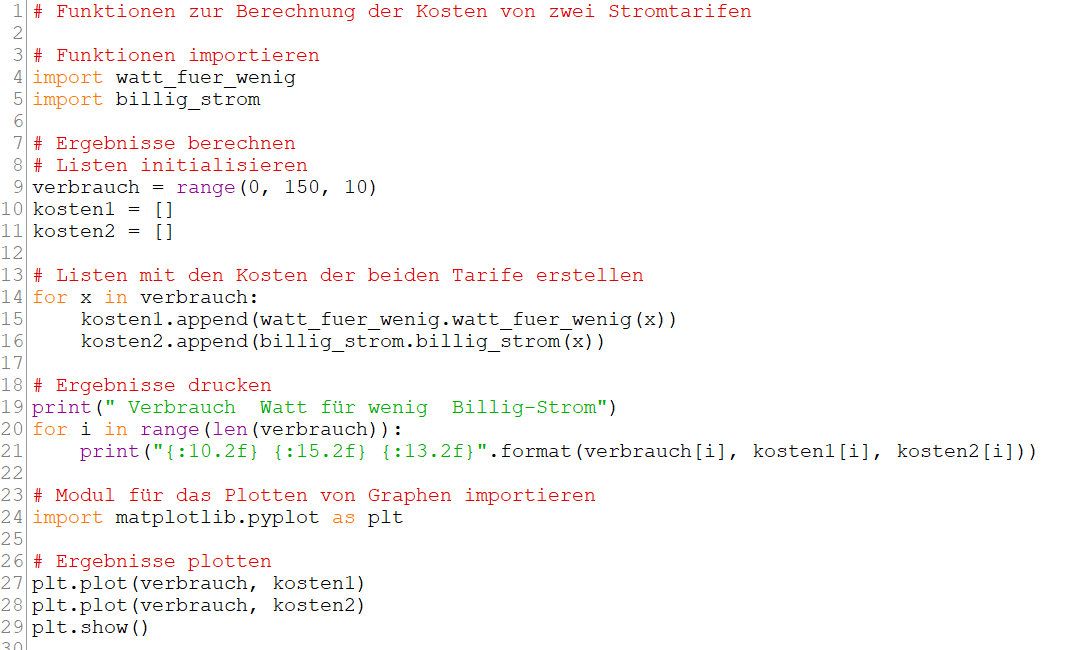 1 # Funktionen zur Berechnung der Kosten von zwei Stromtarifen
2
3 # Funktionen importieren
4 import watt_fuer_wenig
5 import billig_strom
6
7 # Ergebnisse berechnen
8 # Listen initialisieren
9 verbrauch = range(0, 150, 10)
10 kosten1 = []
11 kosten2 = []
12
13 # Listen mit den Kosten der beiden Tarife erstellen
14 for x in verbrauch:
15     kosten1.append(watt_fuer_wenig.watt_fuer_wenig(x))
16     kosten2.append(billig_strom.billig_strom(x))
17
18 # Ergebnisse drucken
19 print(" Verbrauch  Watt für wenig  Billig-Strom")
20 for i in range(len(verbrauch)):
21     print("{:10.2f} {:15.2f} {:13.2f}".format(verbrauch[i], kosten1[i], kosten2[i]))
22
23 # Modul für das Plotten von Graphen importieren
24 import matplotlib.pyplot as plt
25
26 # Ergebnisse plotten
27 plt.plot(verbrauch, kosten1)
28 plt.plot(verbrauch, kosten2)
29 plt.show()
30